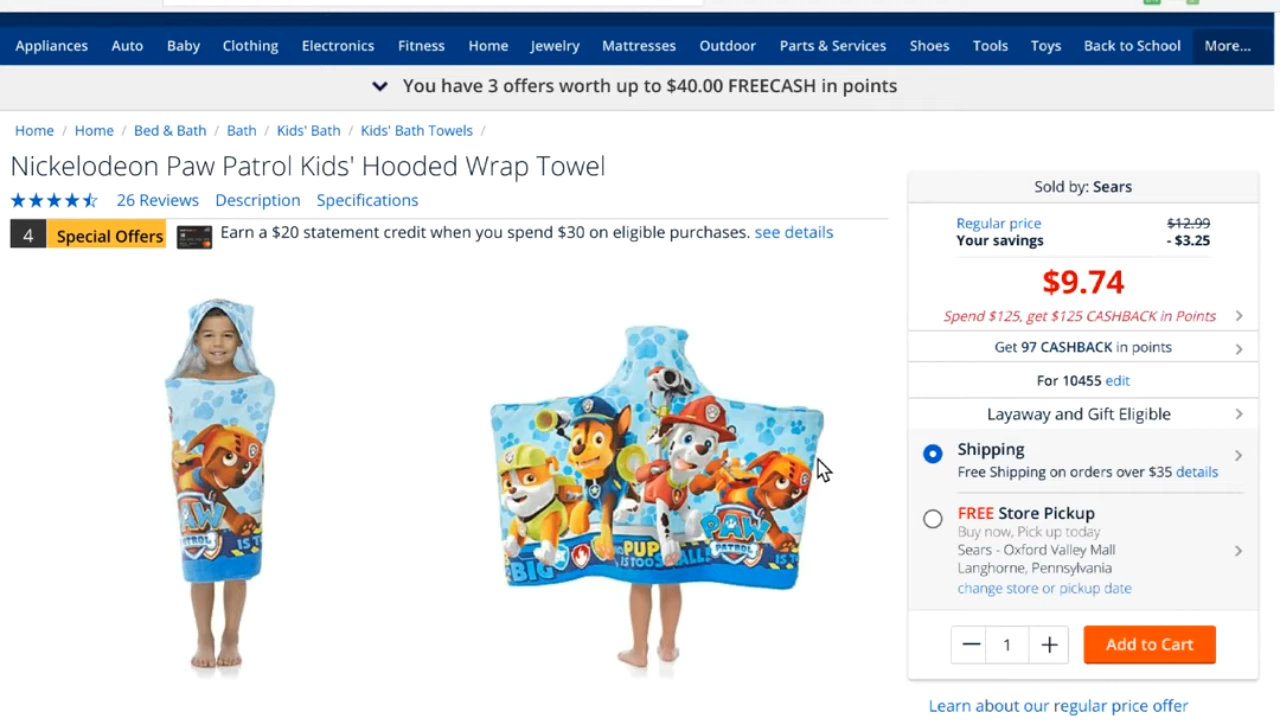 Appliances Auto Baby Clothing Electronics Fitness Home Jewelry Mattresses Outdoor Parts & Services Shoes Tools Toys Back to School More...
You have 3 offers worth up to $40.00 FREECASH in points
Home / Home / Bed & Bath / Bath / Kids' Bath / Kids' Bath Towels /
Nickelodeon Paw Patrol Kids' Hooded Wrap Towel
26 Reviews Description Specifications
4 Special Offers Earn a $20 statement credit when you spend $30 on eligible purchases. see details
Sold by: Sears
Regular price $12.99
Your savings - $3.25
$9.74
Spend $125, get $125 CASHBACK in Points
Get 97 CASHBACK in points
For 10455 edit
Layaway and Gift Eligible
Shipping
Free Shipping on orders over $35 details
FREE Store Pickup
Buy now, Pick up today
Sears - Oxford Valley Mall
Langhorne, Pennsylvania
change store or pickup date
1 Add to Cart
Learn about our regular price offer
PAW
PATROL
IS T
PUP
IS TOO SMALL!
BIG
PAW
PATROL
IS T